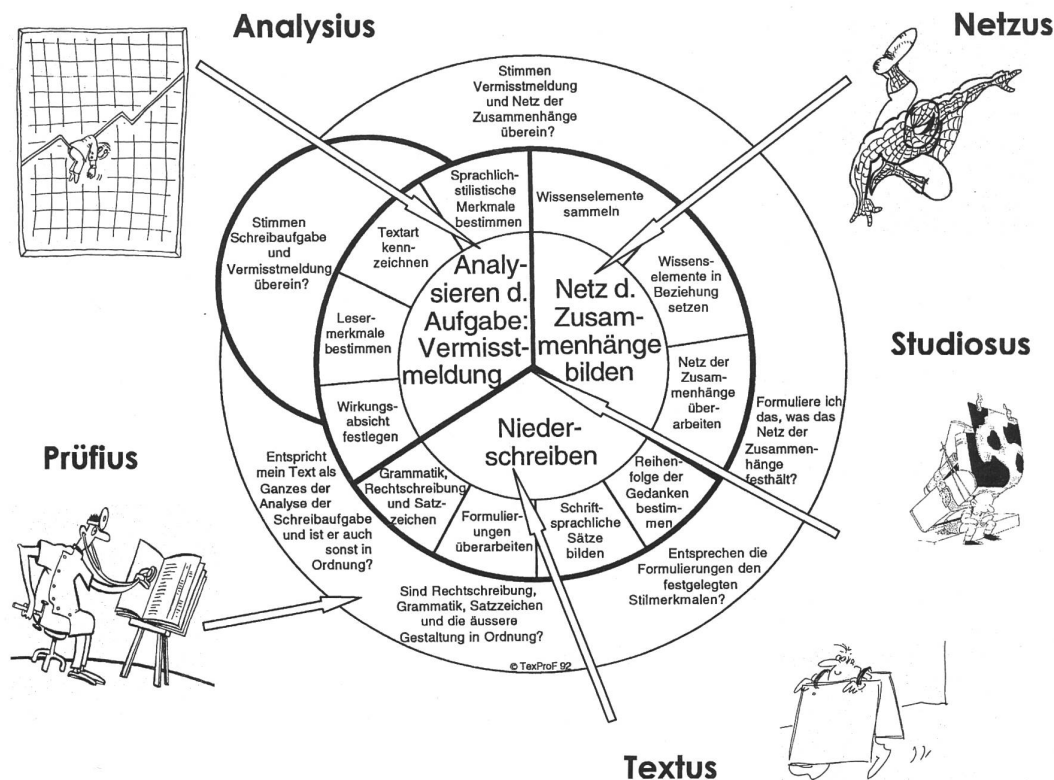 Analysius
Netzus
Stimmen
Vermisstmeldung
und Netz der
Zusammenhänge
überein?
Stimmen
Schreibaufgabe
und
Vermisstmeldung
überein?
Sprachlich-
stilistische
Merkmale
bestimmen
Textart
kenn-
zeichnen
Leser-
merkmale
bestimmen
Wirkungs-
absicht
festlegen
Analy-
sieren d.
Aufgabe:
Vermisst-
meldung
Wissenselemente
sammeln
Wissens-
elemente in
Beziehung
setzen
Netz der
Zusam-
menhänge
über-
arbeiten
Netz d.
Zusam-
menhänge
bilden
Studiosus
Formuliere ich
das, was das
Netz der
Zusammen-
hänge
festhält?
Nieder-
schreiben
Reihen-
folge der
Gedanken
bestim-
men
Schrift-
sprachliche
Sätze
bilden
Formulier-
ungen
überarbeiten
Grammatik,
Rechtschreibung
und Satz-
zeichen
Prüfius
Entspricht
mein Text als
Ganzes der
Analyse der
Schreibaufgabe
und ist er auch
sonst in
Ordnung?
Entsprechen die
Formulierungen den
festgelegten
Stilmerkmalen?
Sind Rechtschreibung,
Grammatik, Satzzeichen
und die äussere
Gestaltung in Ordnung?
© TexProF 92
Textus